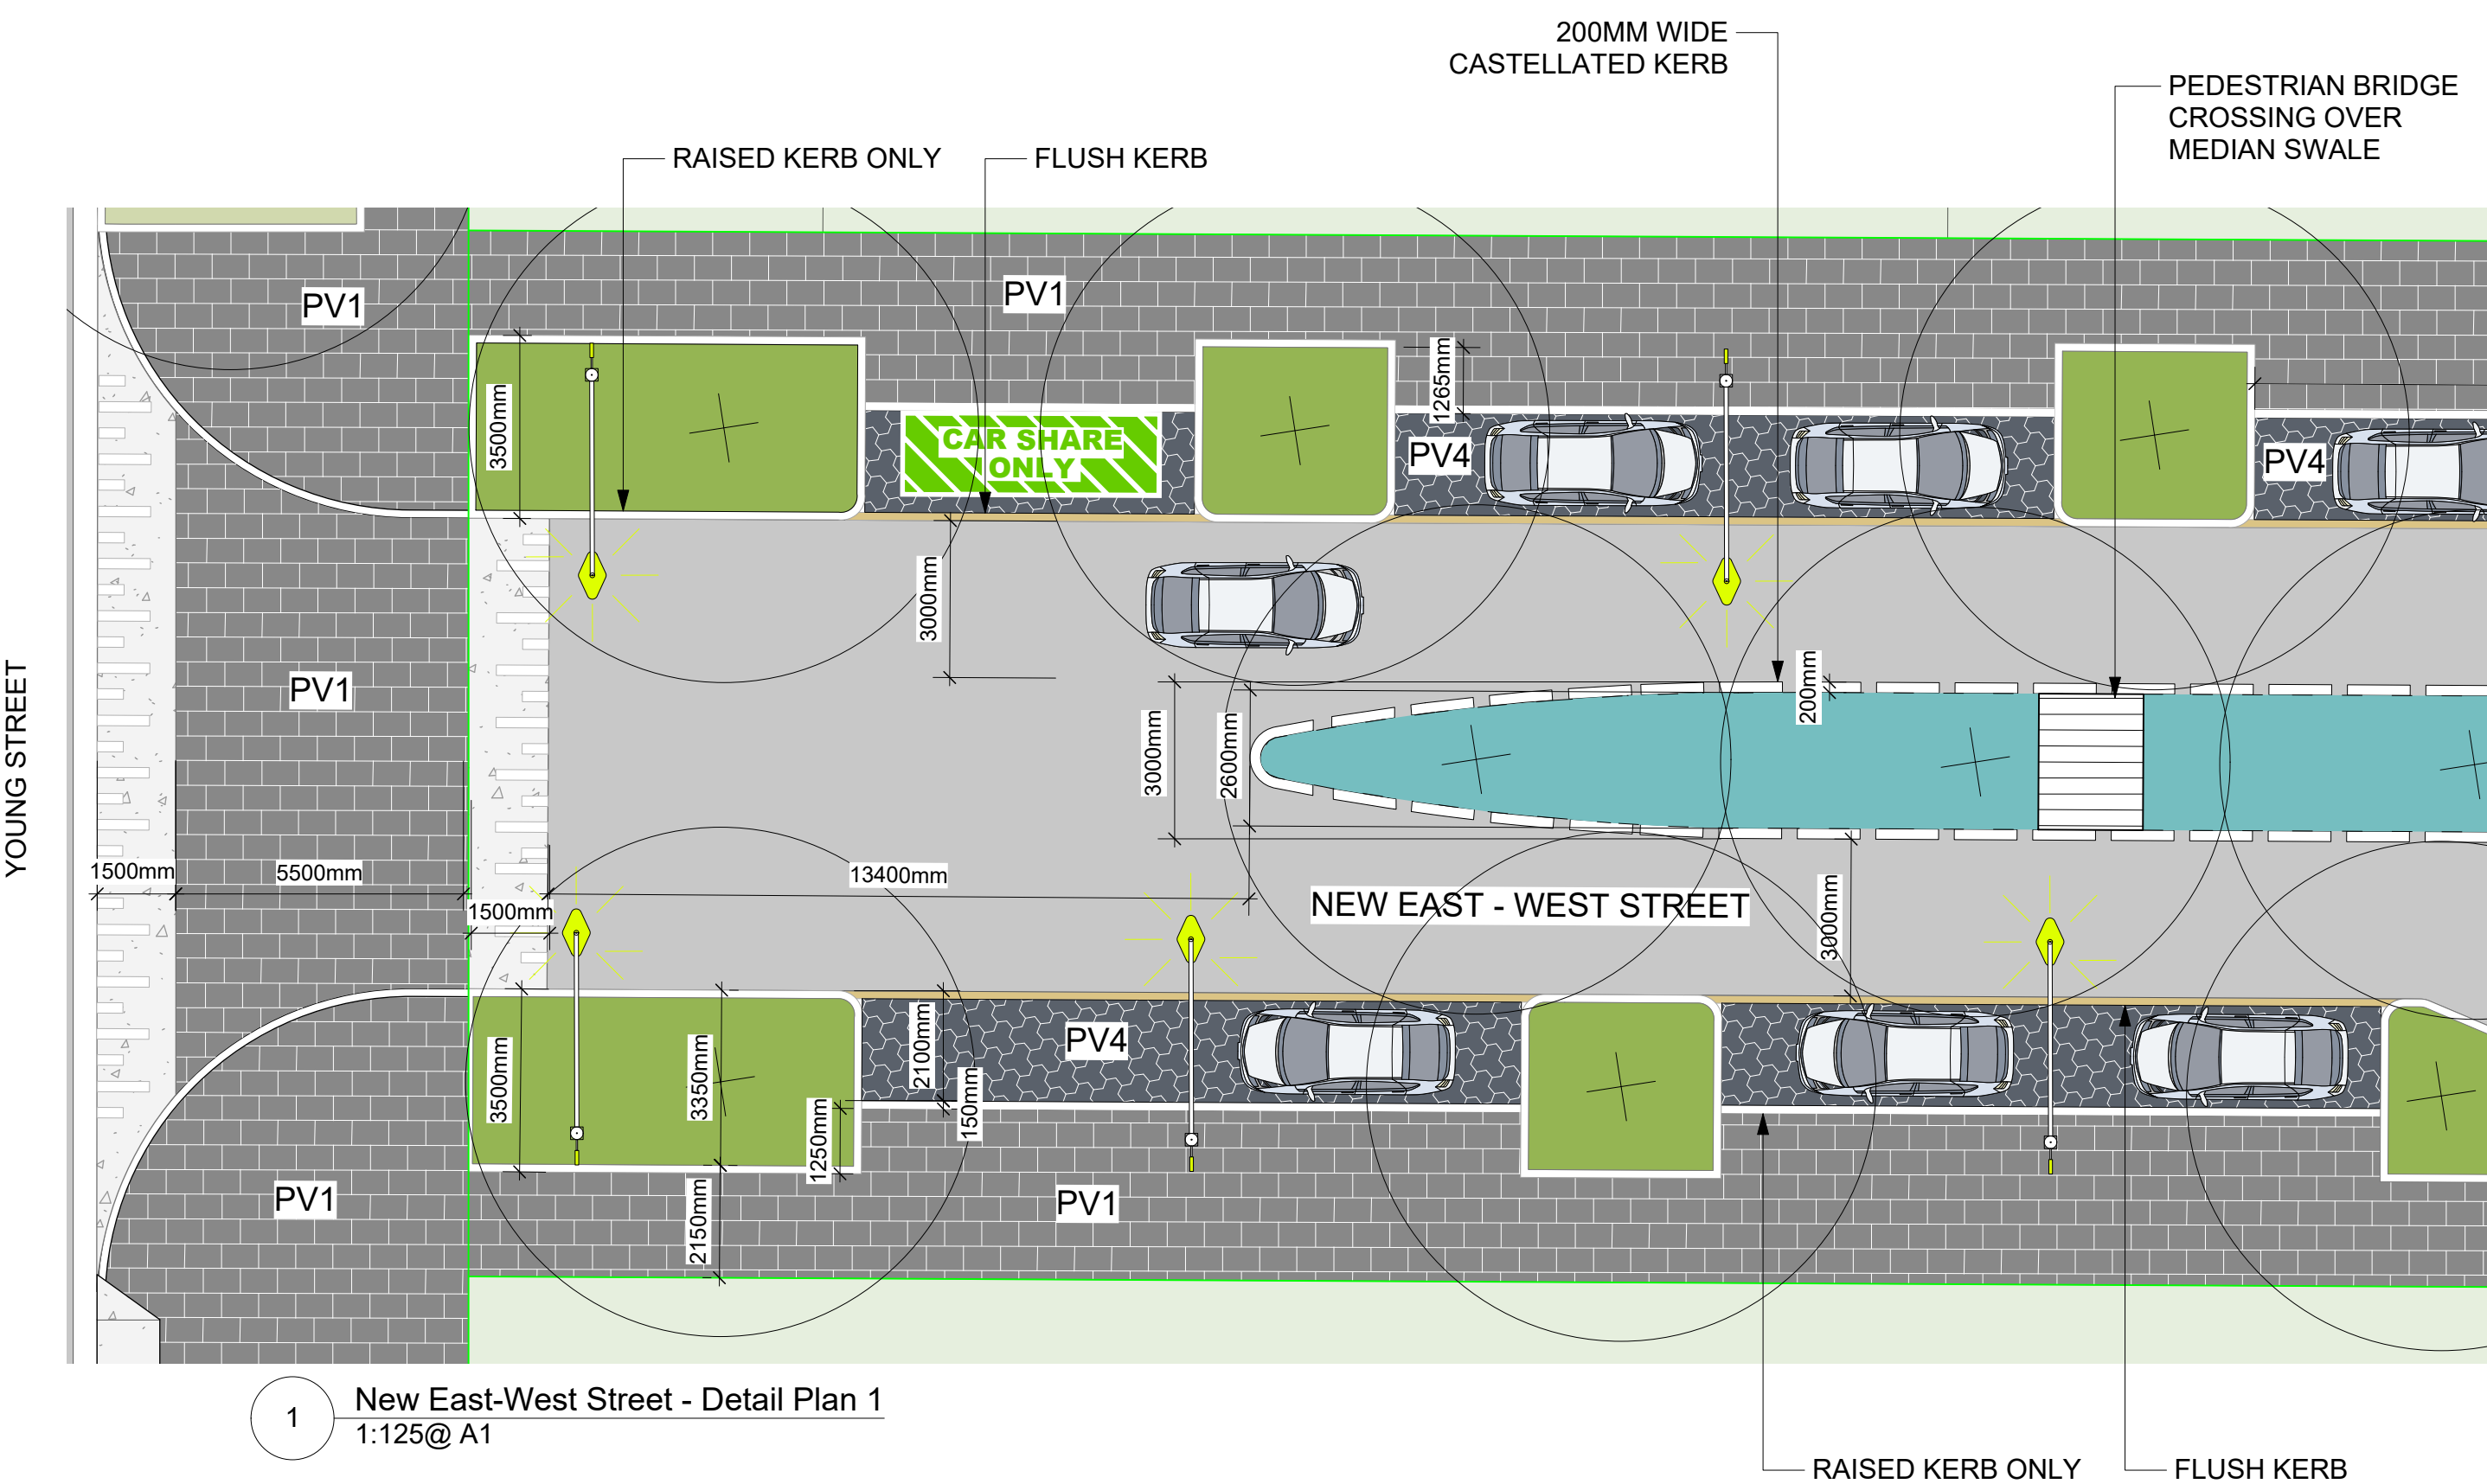 200MM WIDE
CASTELLATED KERB
PEDESTRIAN BRIDGE
CROSSING OVER
MEDIAN SWALE
RAISED KERB ONLY
FLUSH KERB
PV1
PV1
1265mm
3500mm
CAR SHARE
ONLY
PV4
PV4
3000mm
YOUNG STREET
PV1
200mm
3000mm
2600mm
1500mm
5500mm
13400mm
1500mm
NEW EAST - WEST STREET
3000mm
3500mm
3350mm
2100mm
PV4
150mm
1250mm
PV1
PV1
2150mm
1
New East-West Street - Detail Plan 1
1:125@ A1
RAISED KERB ONLY
FLUSH KERB